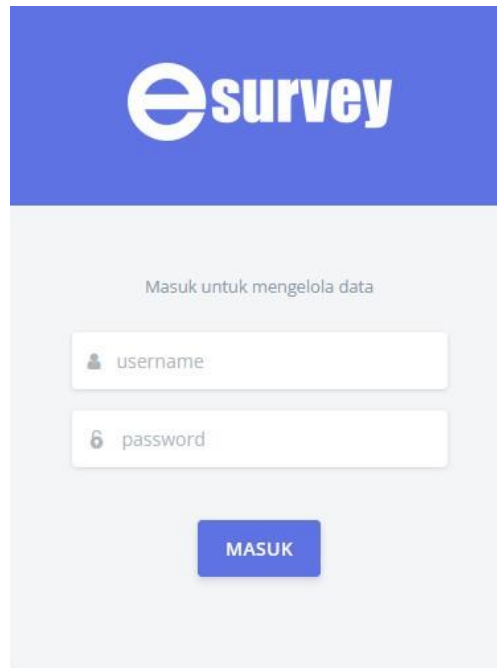 esurvey
Masuk untuk mengelola data
username
password
MASUK